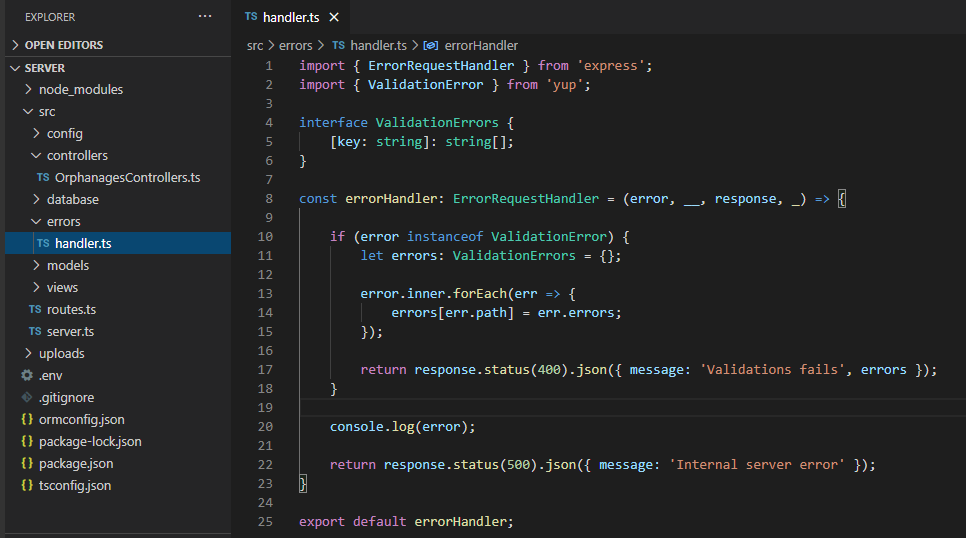 EXPLORER ...
OPEN EDITORS
SERVER
node_modules
src
config
controllers
TS OrphanagesControllers.ts
database
errors
TS handler.ts
models
views
TS routes.ts
TS server.ts
uploads
.env
.gitignore
{} ormconfig.json
{} package-lock.json
{} package.json
{} tsconfig.json
TS handler.ts ×
src > errors > TS handler.ts > errorHandler
1 import { ErrorRequestHandler } from 'express';
2 import { ValidationError } from 'yup';
3
4 interface ValidationErrors {
5     [key: string]: string[];
6 }
7
8 const errorHandler: ErrorRequestHandler = (error, __, response, _) => {
9
10     if (error instanceof ValidationError) {
11         let errors: ValidationErrors = {};
12
13         error.inner.forEach(err => {
14             errors[err.path] = err.errors;
15         });
16
17         return response.status(400).json({ message: 'Validations fails', errors });
18     }
19
20     console.log(error);
21
22     return response.status(500).json({ message: 'Internal server error' });
23 }
24
25 export default errorHandler;